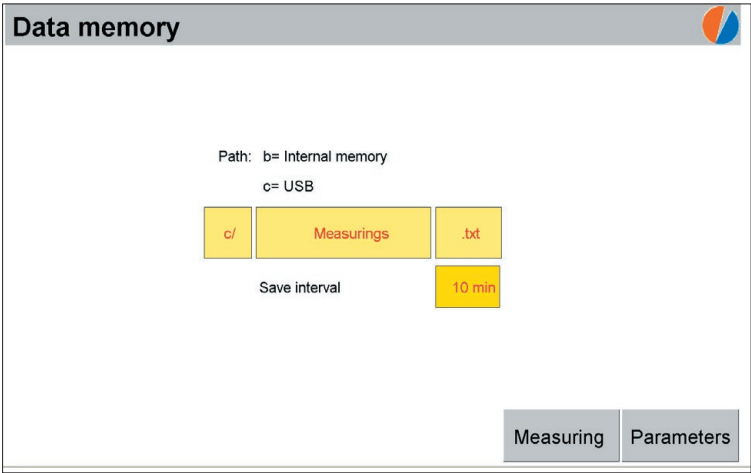 Data memory
Path: b= Internal memory
c= USB
c/ Measurings .txt
Save interval 10 min
Measuring Parameters